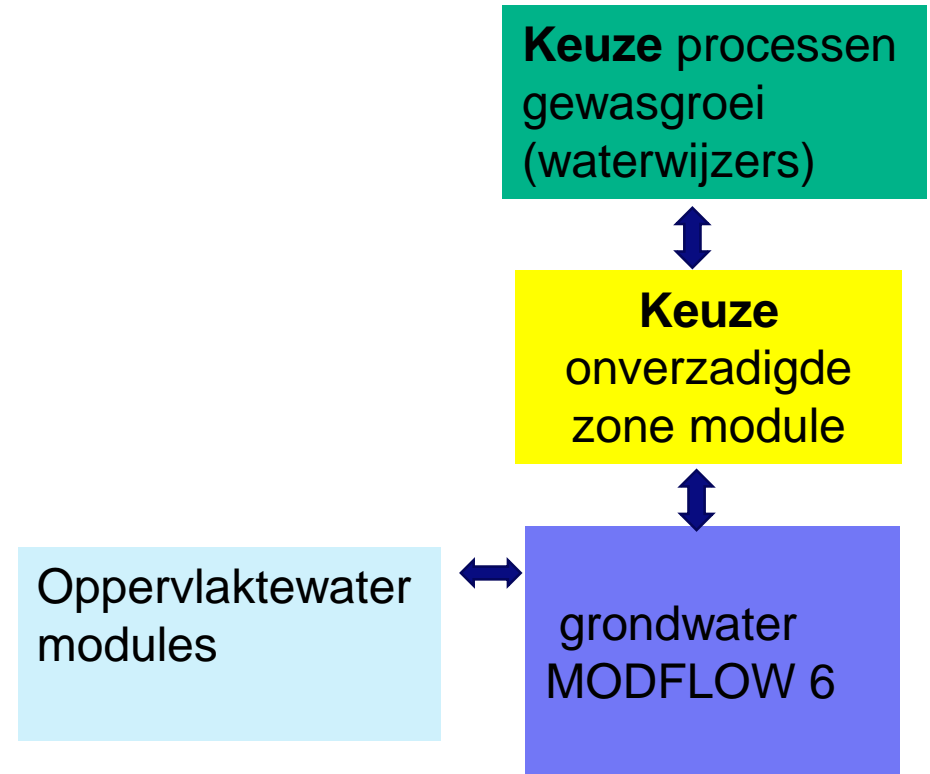 Keuze processen
gewasgroei
(waterwijzers)
Keuze
onverzadigde
zone module
Oppervlaktewater
modules
grondwater
MODFLOW 6